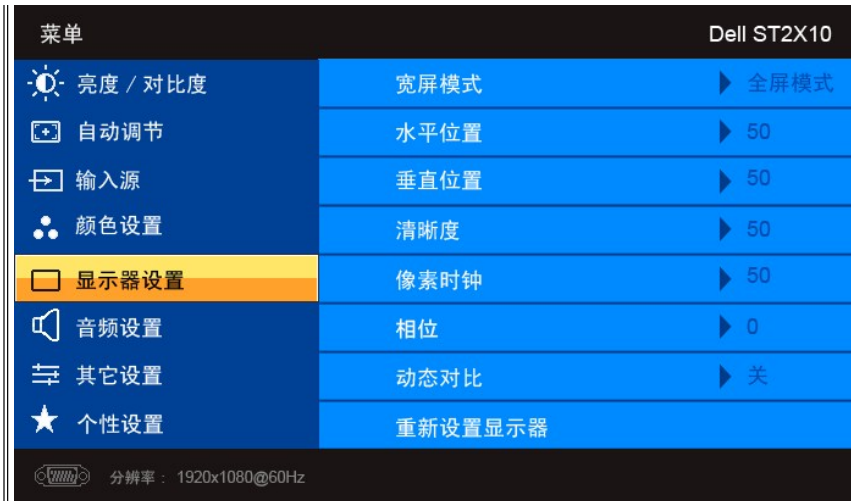 菜单 Dell ST2X10
亮度 / 对比度
自动调节
输入源
颜色设置
显示器设置
音频设置
其它设置
个性设置
宽屏模式 全屏模式
水平位置 50
垂直位置 50
清晰度 50
像素时钟 50
相位 0
动态对比 关
重新设置显示器
分辨率： 1920x1080@60Hz